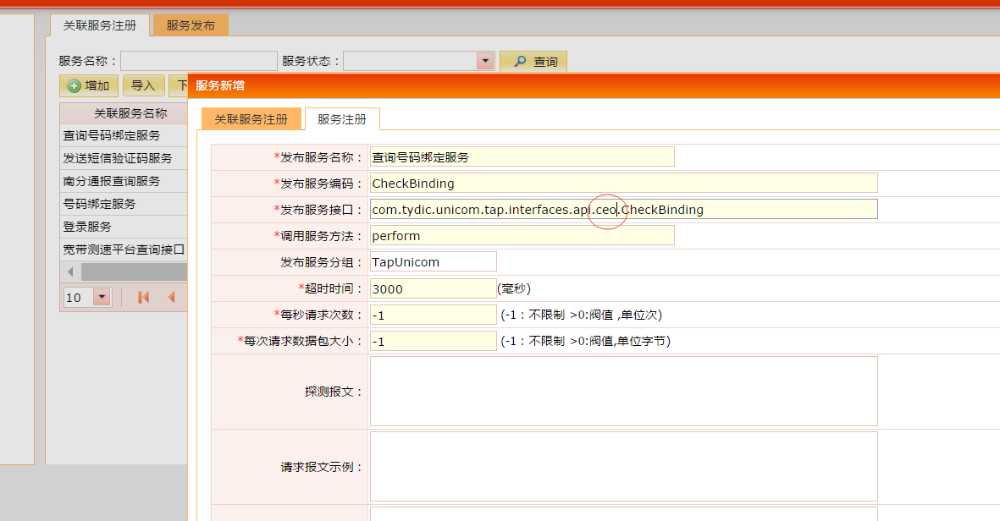 关联服务注册 服务发布
服务名称： 服务状态： 查询
增加 导入 下
服务新增
关联服务名称
查询号码绑定服务
发送短信验证码服务
南分通报查询服务
号码绑定服务
登录服务
宽带测速平台查询接口
10
关联服务注册 服务注册
*发布服务名称： 查询号码绑定服务
*发布服务编码： CheckBinding
*发布服务接口： com.tydic.unicom.tap.interfaces.api.ceo.CheckBinding
*调用服务方法： perform
发布服务分组： TapUnicom
*超时时间： 3000 (毫秒)
*每秒请求次数： -1 (-1：不限制 >0:阀值 ,单位次)
*每次请求数据包大小： -1 (-1：不限制 >0:阀值,单位字节)
探测报文：
请求报文示例：